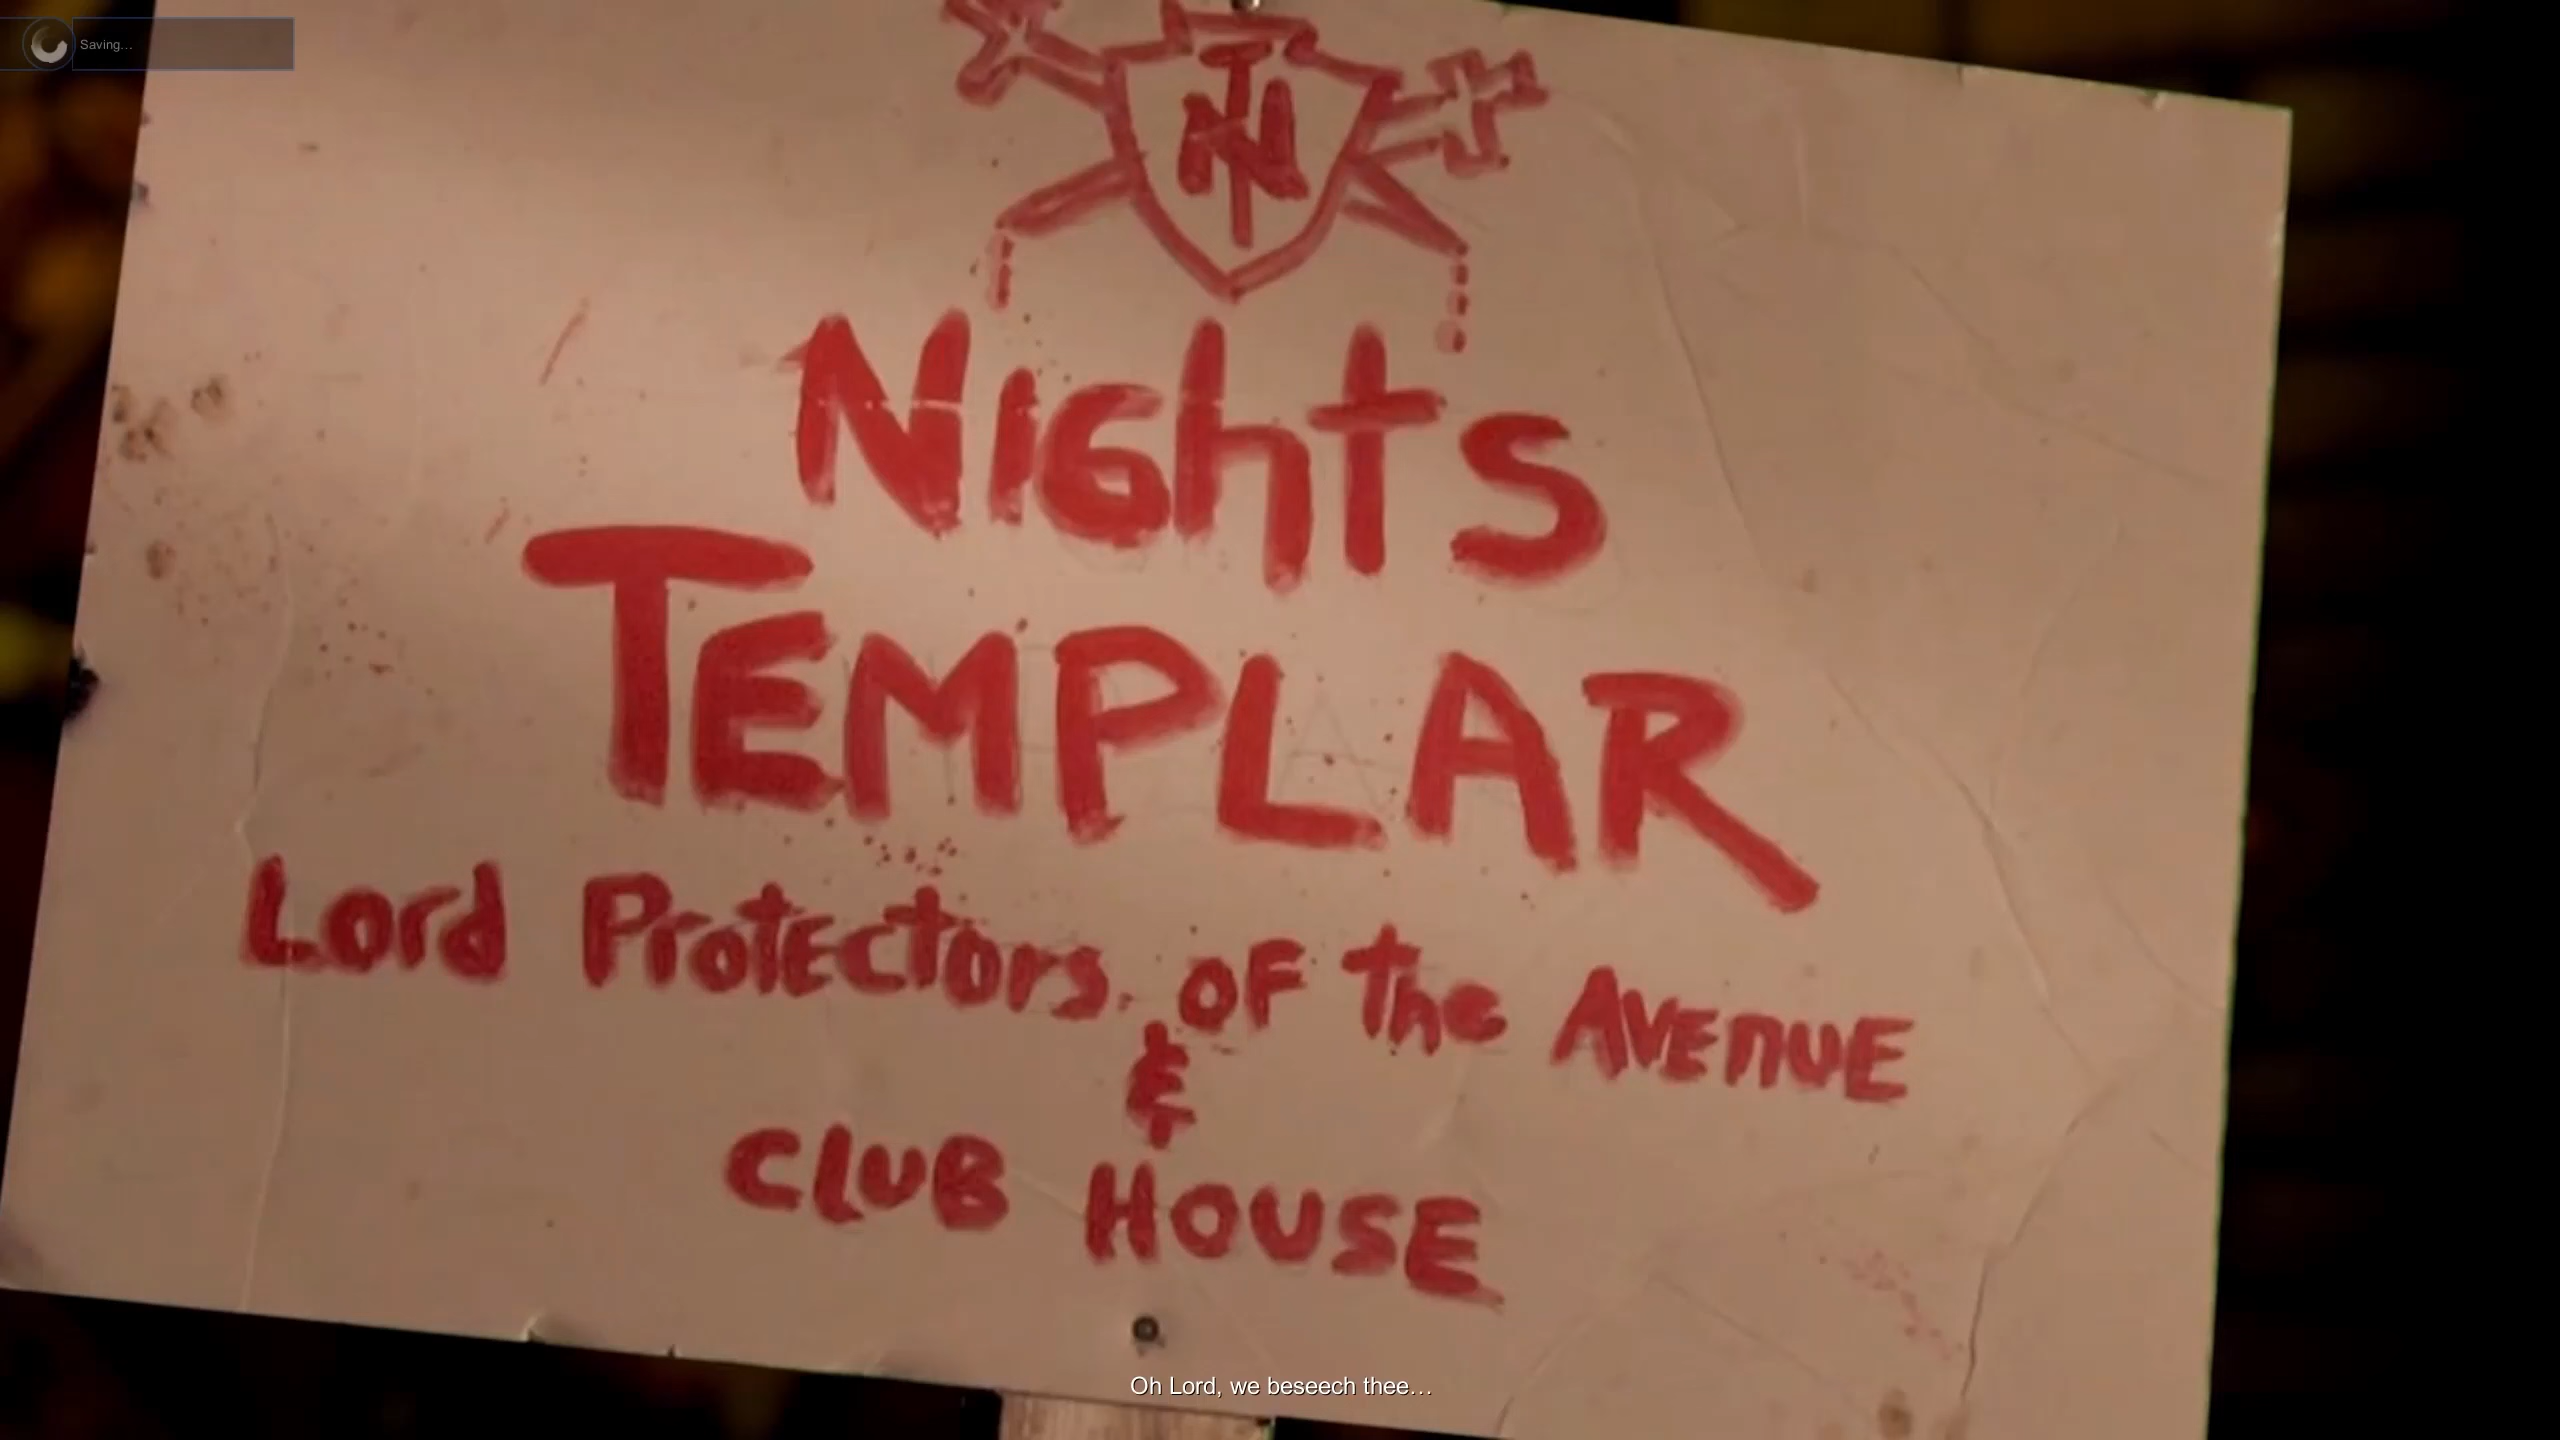 Saving...
TN
Nights
TEMPLAR
Lord Protectors. of the Avenue
&
Club House
Oh Lord, we beseech thee...